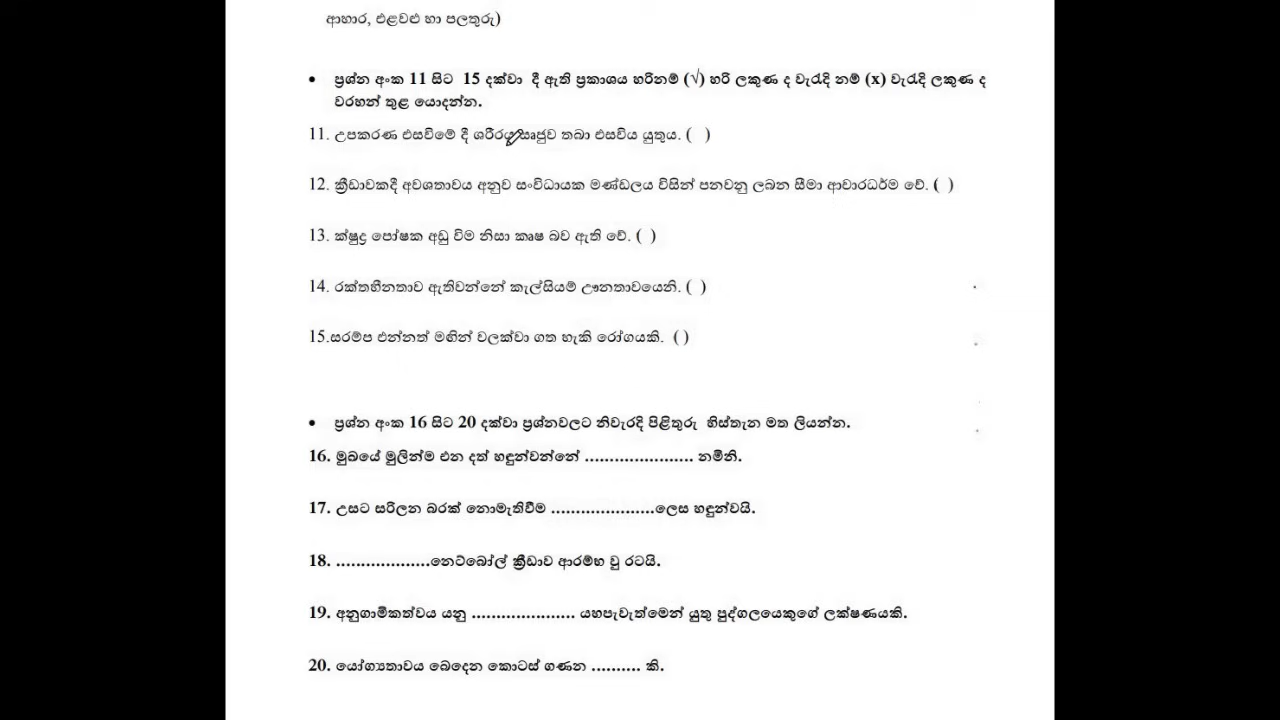 ආහාර, එළවළු හා පලතුරු)
• ප්‍රශ්න අංක 11 සිට 15 දක්වා දී ඇති ප්‍රකාශය හරිනම් (√) හරි ලකුණ ද වැරැදි නම් (x) වැරැදි ලකුණ ද
වරහන් තුළ යොදන්න.
11. උපකරණ එසවීමේ දී ශරීරය සෘජුව තබා එසවිය යුතුය. ( )
12. ක්‍රීඩාවකදී අවශතාවය අනුව සංවිධායක මණ්ඩලය විසින් පනවනු ලබන සීමා ආචාරධර්ම වේ. ( )
13. ක්ෂුද්‍ර පෝෂක අඩු වීම නිසා කෘෂ බව ඇති වේ. ( )
14. රක්තහීනතාව ඇතිවන්නේ කැල්සියම් ඌනතාවයෙනි. ( )
15.සරම්ප එන්නත් මඟින් වලක්වා ගත හැකි රෝගයකි. ( )
• ප්‍රශ්න අංක 16 සිට 20 දක්වා ප්‍රශ්නවලට නිවැරදි පිළිතුරු හිස්තැන මත ලියන්න.
16. මුඛයේ මුලින්ම එන දත් හඳුන්වන්නේ ...................... නමිනි.
17. උසට සරිලන බරක් නොමැතිවීම .....................ලෙස හඳුන්වයි.
18. ...................නෙට්බෝල් ක්‍රීඩාව ආරම්භ වු රටයි.
19. අනුගාමිකත්වය යනු ..................... යහපැවැත්මෙන් යුතු පුද්ගලයෙකුගේ ලක්ෂණයකි.
20. යෝග්‍යතාවය බෙදෙන කොටස් ගණන .......... කි.